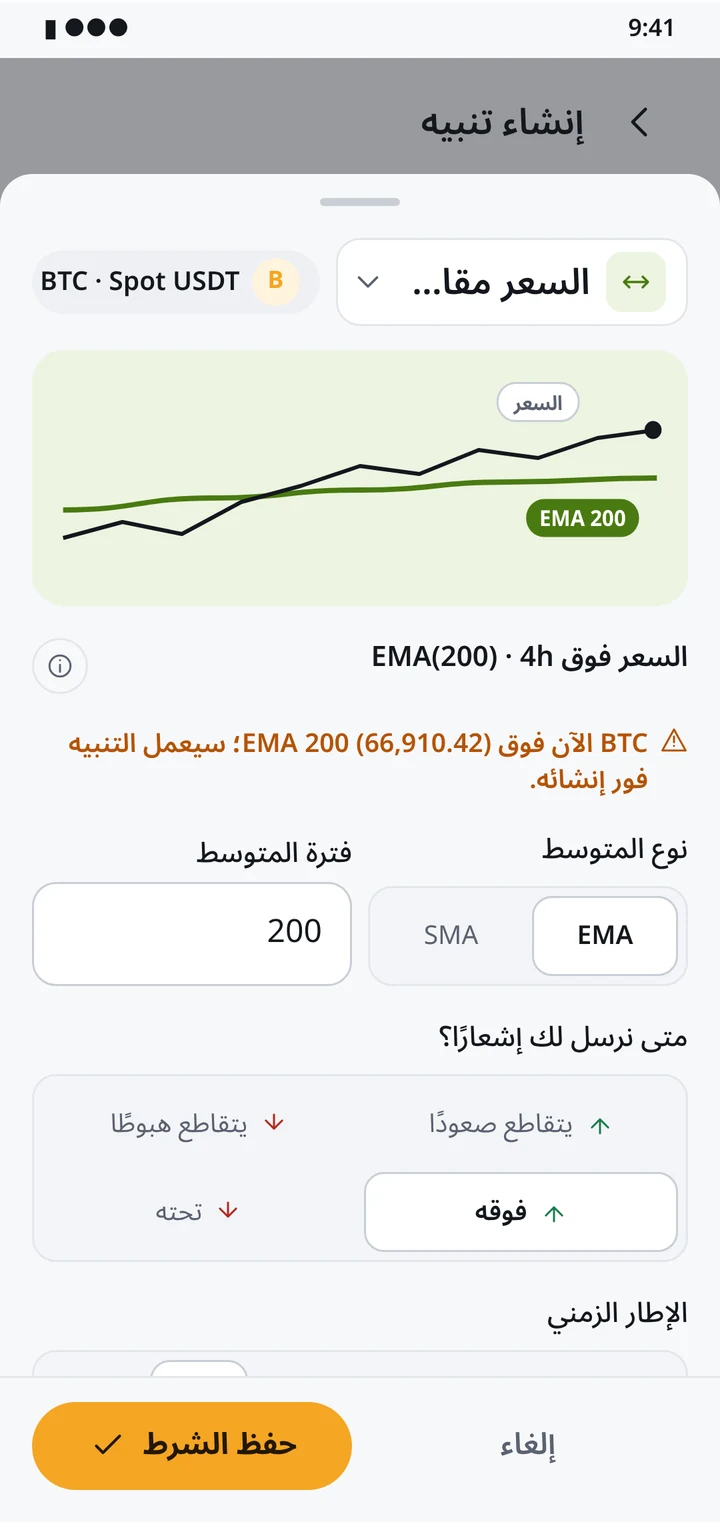 9:41
إنشاء تنبيه
السعر مقا...
B
BTC · Spot USDT
السعر
EMA 200
السعر فوق EMA(200) · 4h
BTC الآن فوق EMA 200 (66,910.42)؛ سيعمل التنبيه
فور إنشائه.
نوع المتوسط
فترة المتوسط
EMA
SMA
200
متى نرسل لك إشعارًا؟
يتقاطع صعودًا
يتقاطع هبوطًا
فوقه
تحته
الإطار الزمني
إلغاء
حفظ الشرط